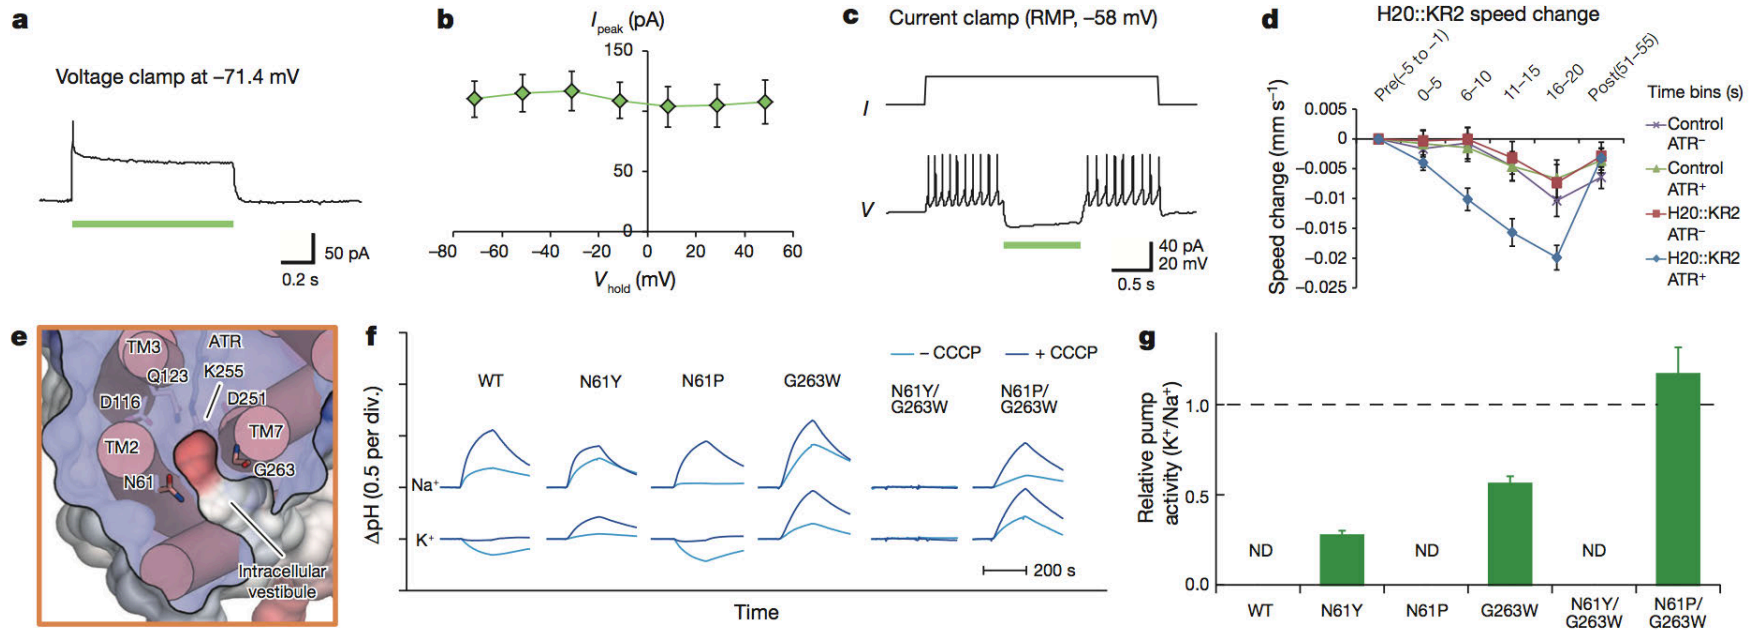 a
Voltage clamp at –71.4 mV
50 pA
0.2 s
b
Ipeak (pA)
150
50
0
–80
–60
–40
–20
0
20
40
60
Vhold (mV)
c
Current clamp (RMP, –58 mV)
I
V
40 pA
20 mV
0.5 s
d
H20::KR2 speed change
Pre(–5 to –1)
0–5
6–10
11–15
16–20
Post(51–55)
Time bins (s)
Speed change (mm s–1)
0.005
0
–0.005
–0.01
–0.015
–0.02
–0.025
Control
ATR–
Control
ATR+
H20::KR2
ATR–
H20::KR2
ATR+
e
TM3
ATR
Q123
K255
D116
D251
TM2
TM7
N61
G263
Intracellular
vestibule
f
– CCCP
+ CCCP
WT
N61Y
N61P
G263W
N61Y/
G263W
N61P/
G263W
ΔpH (0.5 per div.)
Na+
K+
200 s
Time
g
Relative pump
activity (K+/Na+)
1.0
0.5
0.0
ND
ND
ND
WT
N61Y
N61P
G263W
N61Y/
G263W
N61P/
G263W